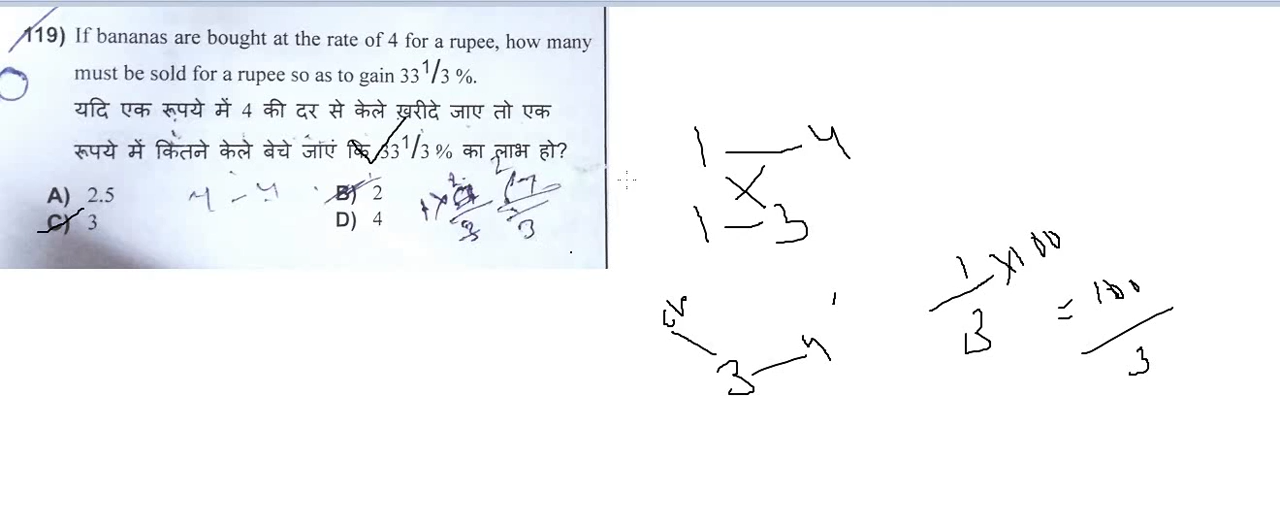 119) If bananas are bought at the rate of 4 for a rupee, how many
must be sold for a rupee so as to gain 33 1/3 %.
यदि एक रूपये में 4 की दर से केले ख़रीदे जाए तो एक
रूपये में कितने केले बेचे जाएं कि 33 1/3 % का लाभ हो?
A) 2.5
B) 2
C) 3
D) 4
1 — 4
1 — 3
3 — 4
1/3 × 100 = 100/3